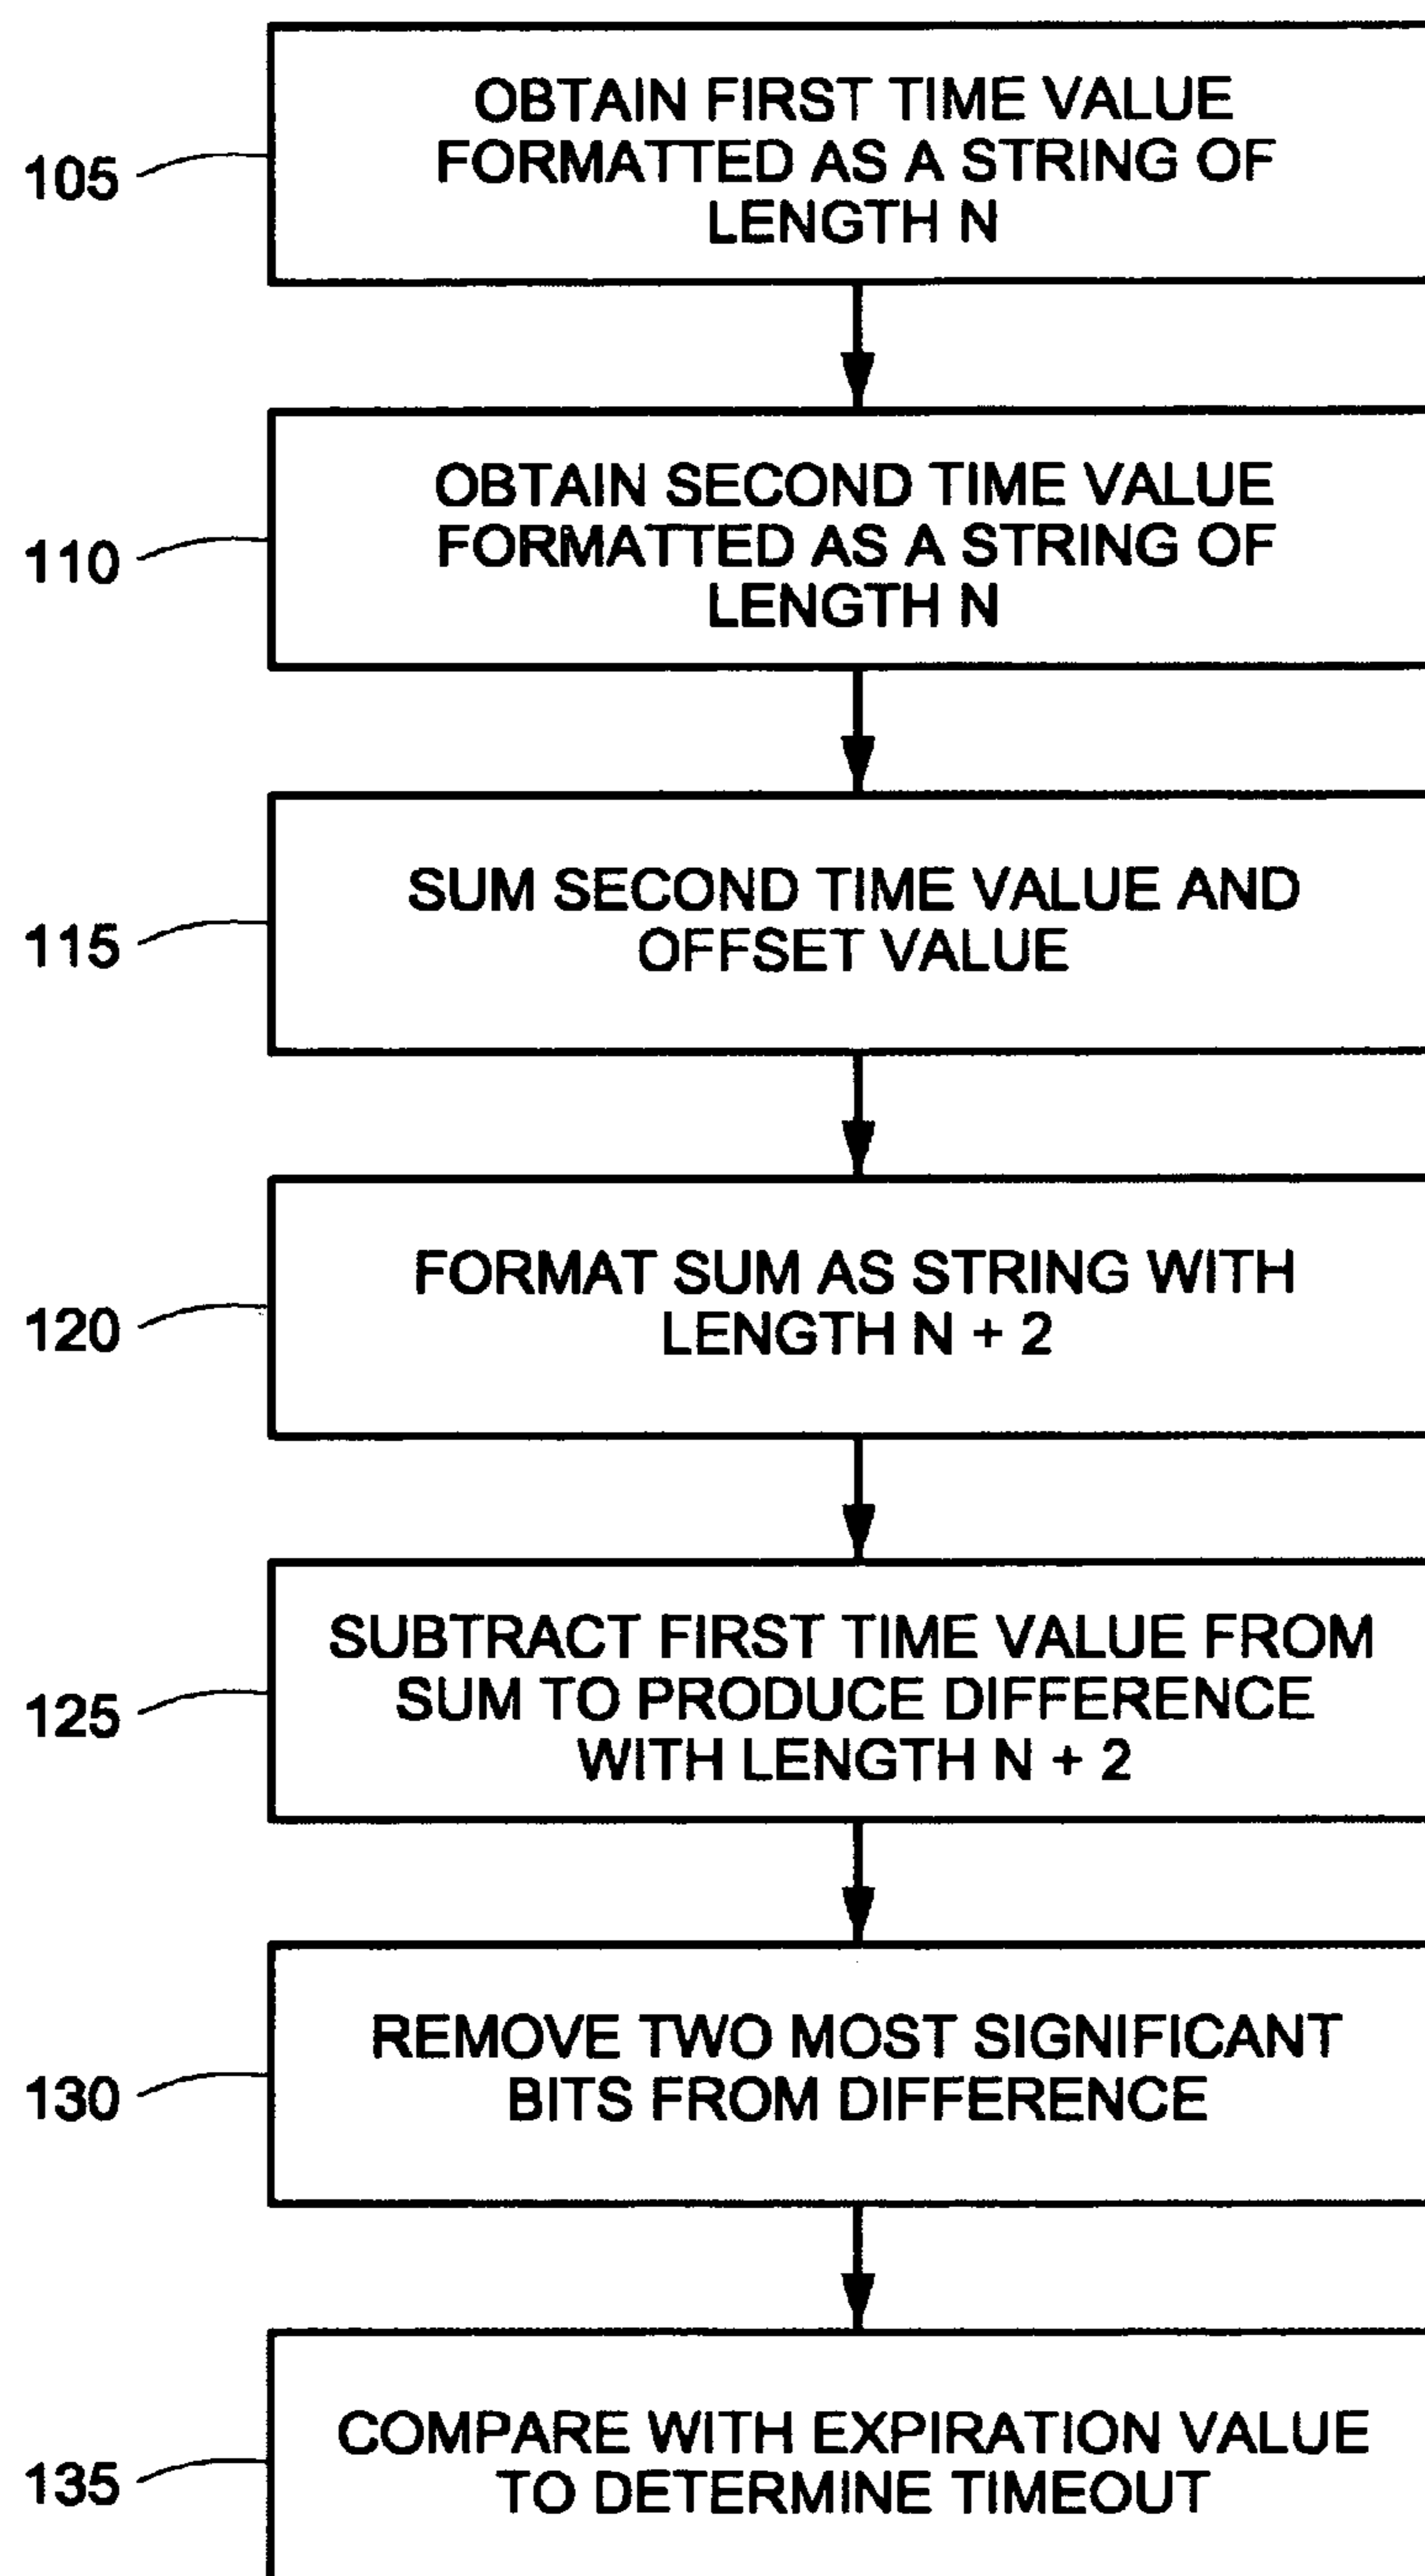 105
OBTAIN FIRST TIME VALUE
FORMATTED AS A STRING OF
LENGTH N
110
OBTAIN SECOND TIME VALUE
FORMATTED AS A STRING OF
LENGTH N
115
SUM SECOND TIME VALUE AND
OFFSET VALUE
120
FORMAT SUM AS STRING WITH
LENGTH N + 2
125
SUBTRACT FIRST TIME VALUE FROM
SUM TO PRODUCE DIFFERENCE
WITH LENGTH N + 2
130
REMOVE TWO MOST SIGNIFICANT
BITS FROM DIFFERENCE
135
COMPARE WITH EXPIRATION VALUE
TO DETERMINE TIMEOUT